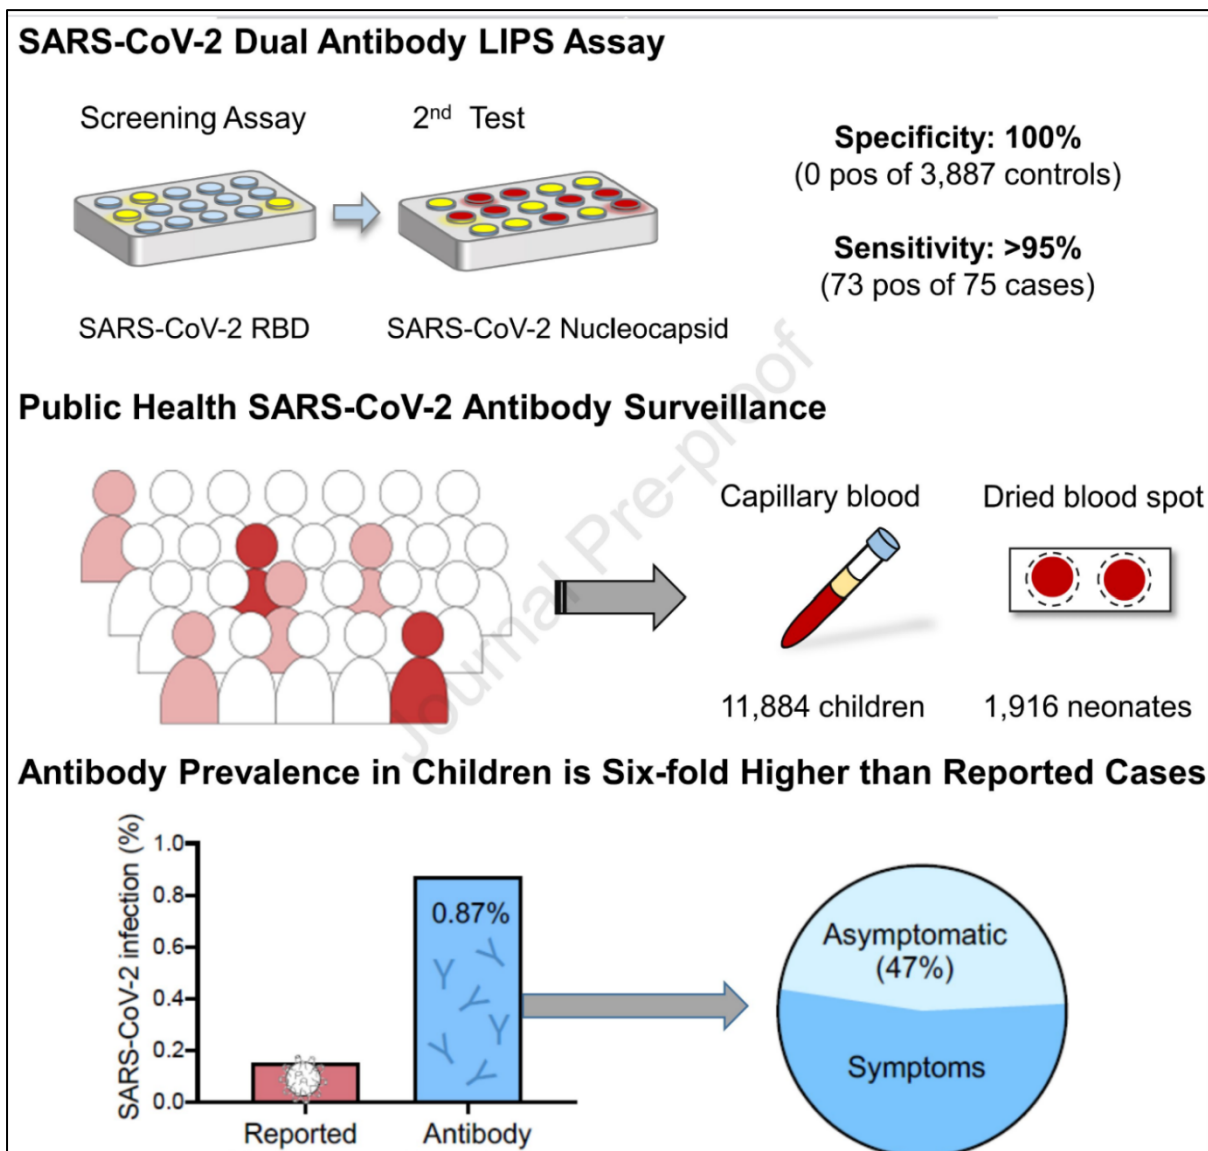 SARS-CoV-2 Dual Antibody LIPS Assay
Screening Assay
2nd Test
Specificity: 100%
(0 pos of 3,887 controls)
Sensitivity: >95%
(73 pos of 75 cases)
SARS-CoV-2 RBD
SARS-CoV-2 Nucleocapsid
Public Health SARS-CoV-2 Antibody Surveillance
Capillary blood
Dried blood spot
11,884 children
1,916 neonates
Journal Pre-proof
Antibody Prevalence in Children is Six-fold Higher than Reported Cases
SARS-CoV-2 infection (%)
1.0
0.8
0.6
0.4
0.2
0.0
0.87%
Reported
Antibody
Asymptomatic
(47%)
Symptoms